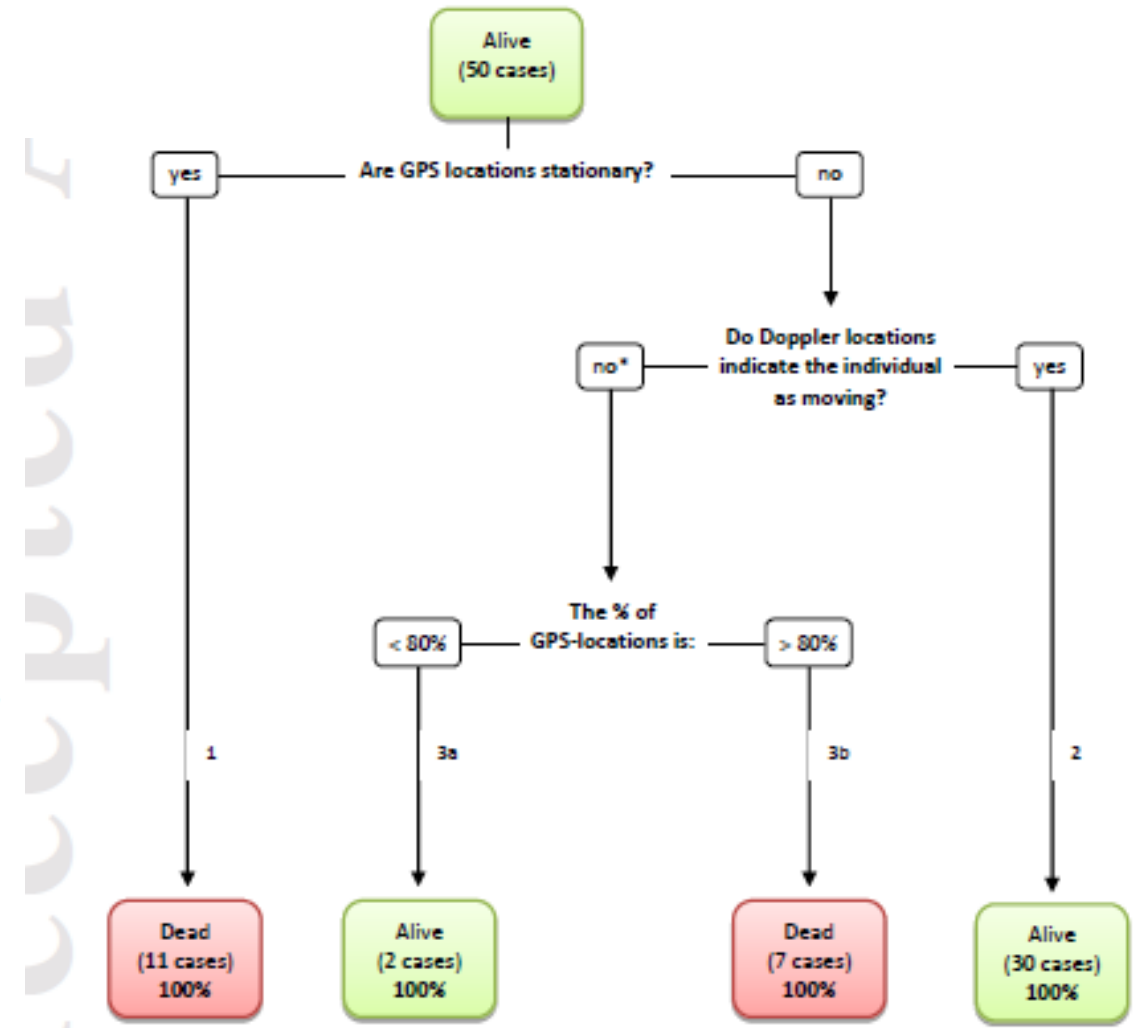 Alive
(50 cases)
yes
Are GPS locations stationary?
no
Do Doppler locations
indicate the individual
as moving?
no*
yes
The % of
GPS-locations is:
< 80%
> 80%
1
3a
3b
2
Dead
(11 cases)
100%
Alive
(2 cases)
100%
Dead
(7 cases)
100%
Alive
(30 cases)
100%